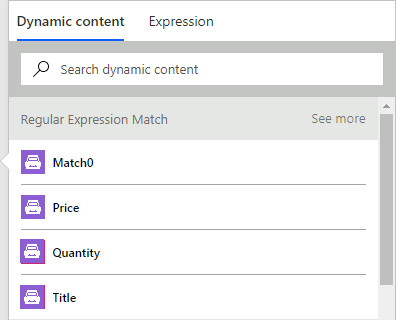 Dynamic content Expression
Search dynamic content
Regular Expression Match See more
Match0
Price
Quantity
Title